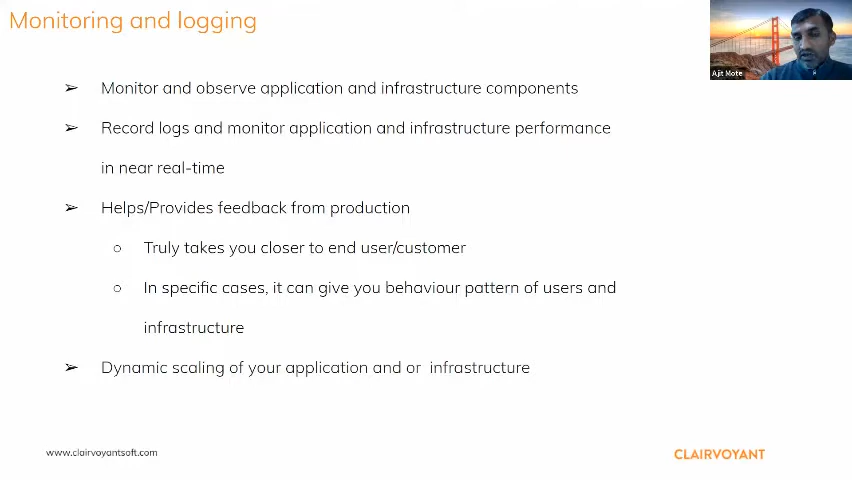 Monitoring and logging
Ajit Mote
➢ Monitor and observe application and infrastructure components
➢ Record logs and monitor application and infrastructure performance
in near real-time
➢ Helps/Provides feedback from production
○ Truly takes you closer to end user/customer
○ In specific cases, it can give you behaviour pattern of users and
infrastructure
➢ Dynamic scaling of your application and or infrastructure
www.clairvoyantsoft.com
CLAIRVOYANT